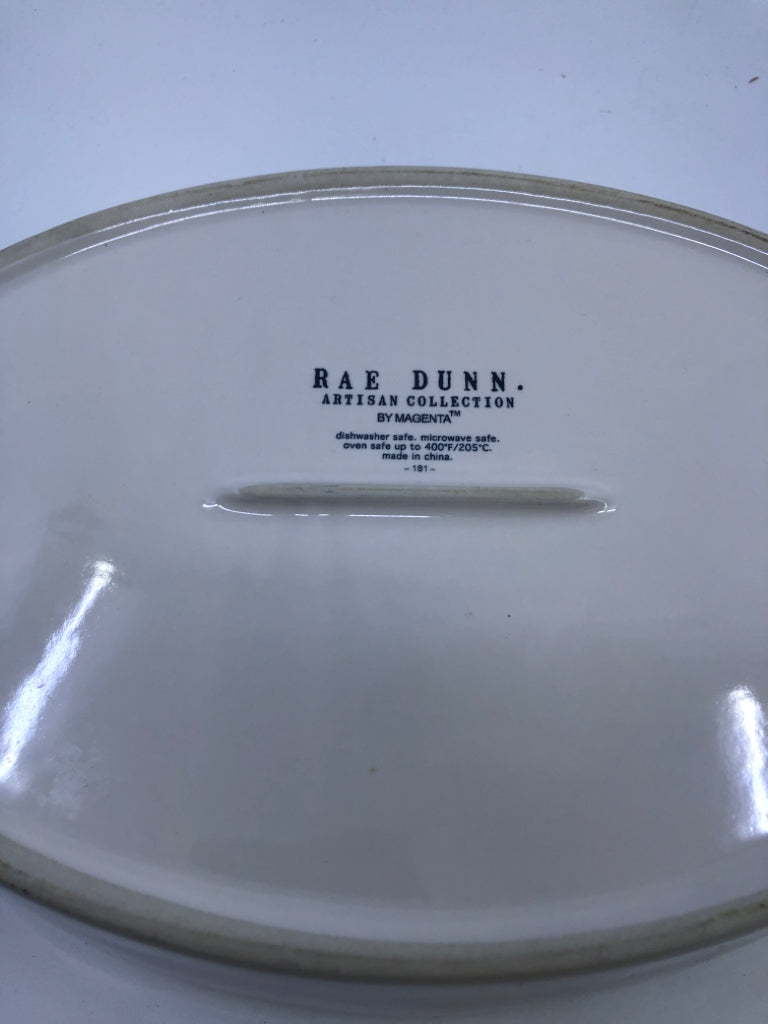 RAE DUNN.
ARTISAN COLLECTION
BY MAGENTA™
dishwasher safe. microwave safe.
oven safe up to 400°F/205°C.
made in china.
– 181 –